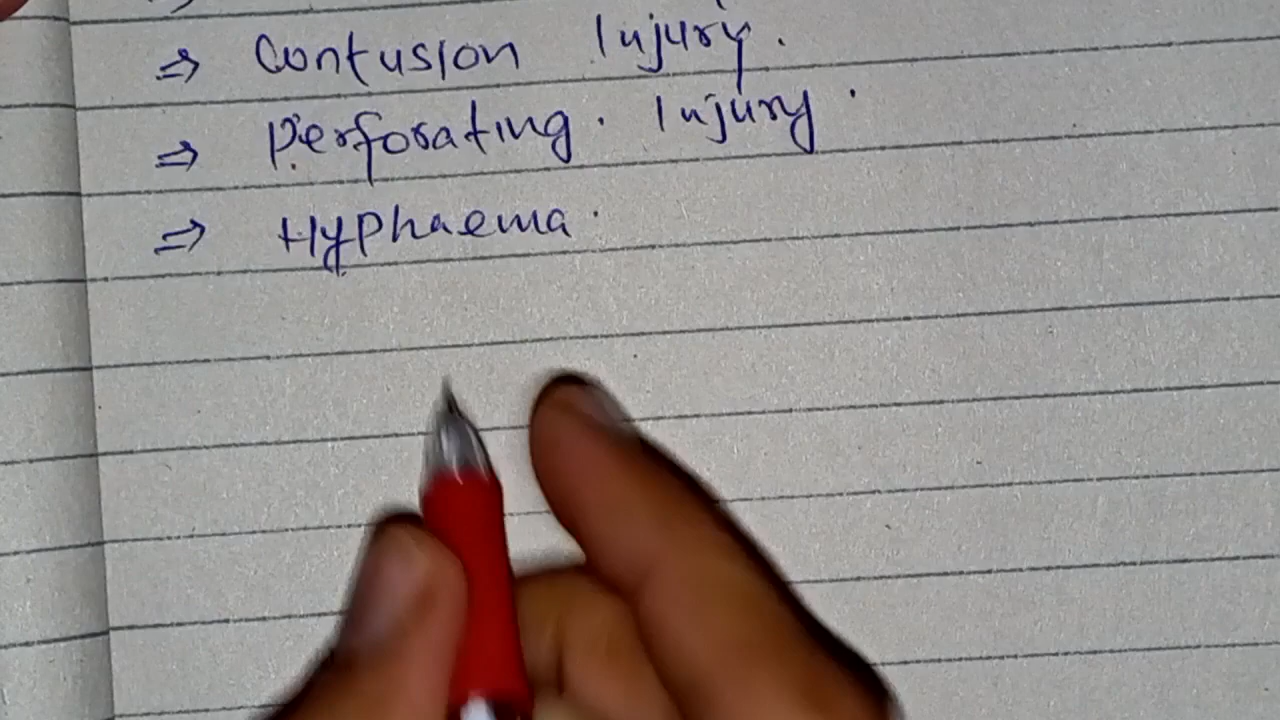 ⇒ Contusion Injury.
⇒ Perforating. Injury.
⇒ Hyphaema.